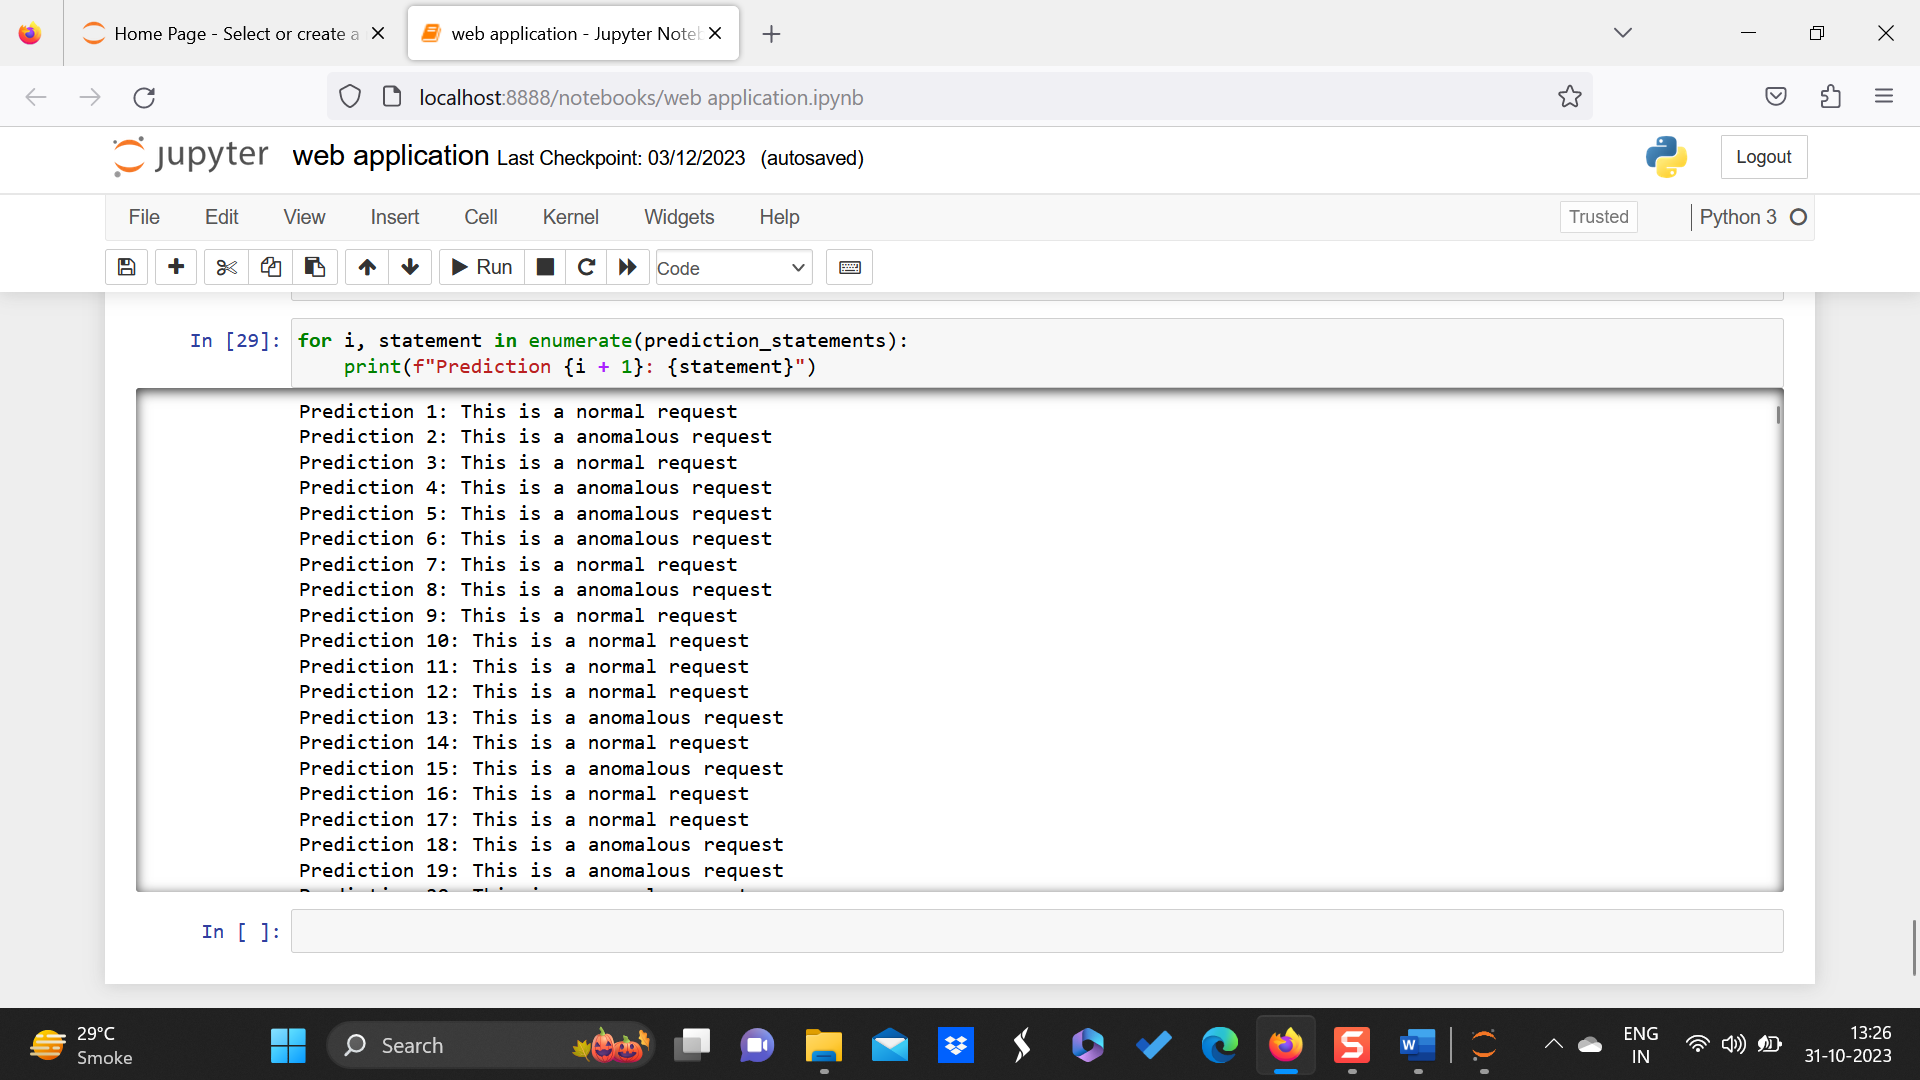 Home Page - Select or create a
web application - Jupyter Noteb
localhost:8888/notebooks/web application.ipynb
jupyter web application Last Checkpoint: 03/12/2023 (autosaved)
Logout
File Edit View Insert Cell Kernel Widgets Help
Trusted
Python 3
Run
Code
In [29]: for i, statement in enumerate(prediction_statements):
print(f"Prediction {i + 1}: {statement}")
Prediction 1: This is a normal request
Prediction 2: This is a anomalous request
Prediction 3: This is a normal request
Prediction 4: This is a anomalous request
Prediction 5: This is a anomalous request
Prediction 6: This is a anomalous request
Prediction 7: This is a normal request
Prediction 8: This is a anomalous request
Prediction 9: This is a normal request
Prediction 10: This is a normal request
Prediction 11: This is a normal request
Prediction 12: This is a normal request
Prediction 13: This is a anomalous request
Prediction 14: This is a normal request
Prediction 15: This is a anomalous request
Prediction 16: This is a normal request
Prediction 17: This is a normal request
Prediction 18: This is a anomalous request
Prediction 19: This is a anomalous request
In [ ]:
29°C
Smoke
Search
ENG
IN
13:26
31-10-2023